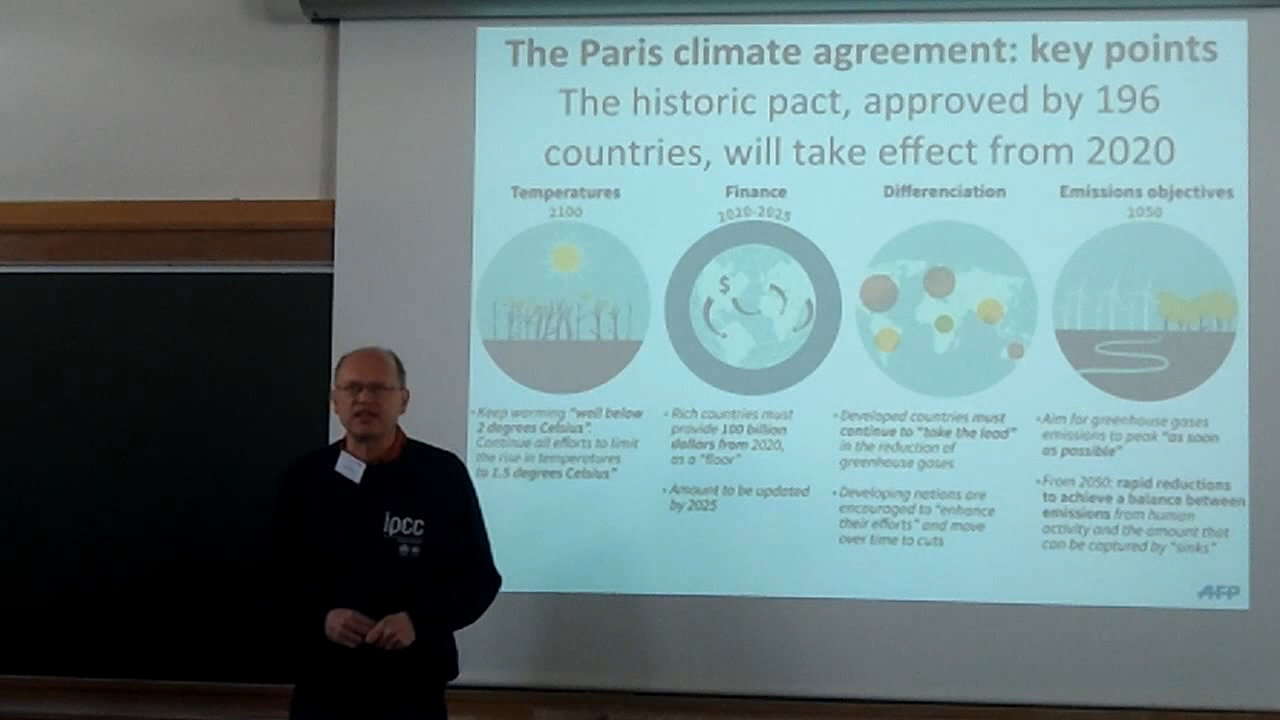 The Paris climate agreement: key points
The historic pact, approved by 196
countries, will take effect from 2020
Temperatures
2100
Finance
2020-2025
Differenciation
Emissions objectives
2050
$
• Keep warming "well below
2 degrees Celsius".
Continue all efforts to limit
the rise in temperatures
to 1.5 degrees Celsius"
• Rich countries must
provide 100 billion
dollars from 2020,
as a "floor"
• Amount to be updated
by 2025
• Developed countries must
continue to "take the lead"
in the reduction of
greenhouse gases
• Developing nations are
encouraged to "enhance
their efforts" and move
over time to cuts
• Aim for greenhouse gases
emissions to peak "as soon
as possible"
• From 2050: rapid reductions
to achieve a balance between
emissions from human
activity and the amount that
can be captured by "sinks"
AFP
ipcc